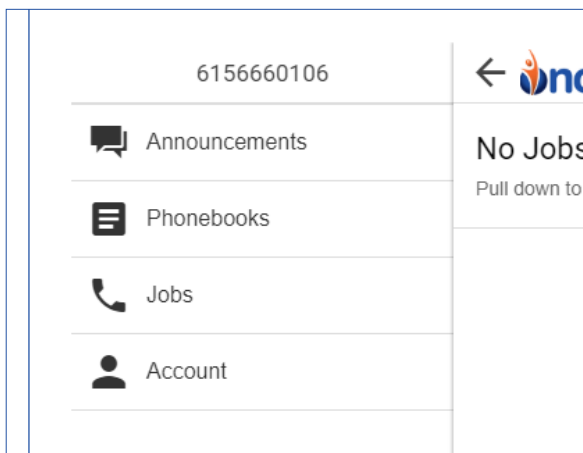 6156660106
Announcements
Phonebooks
Jobs
Account
No Jobs
Pull down to